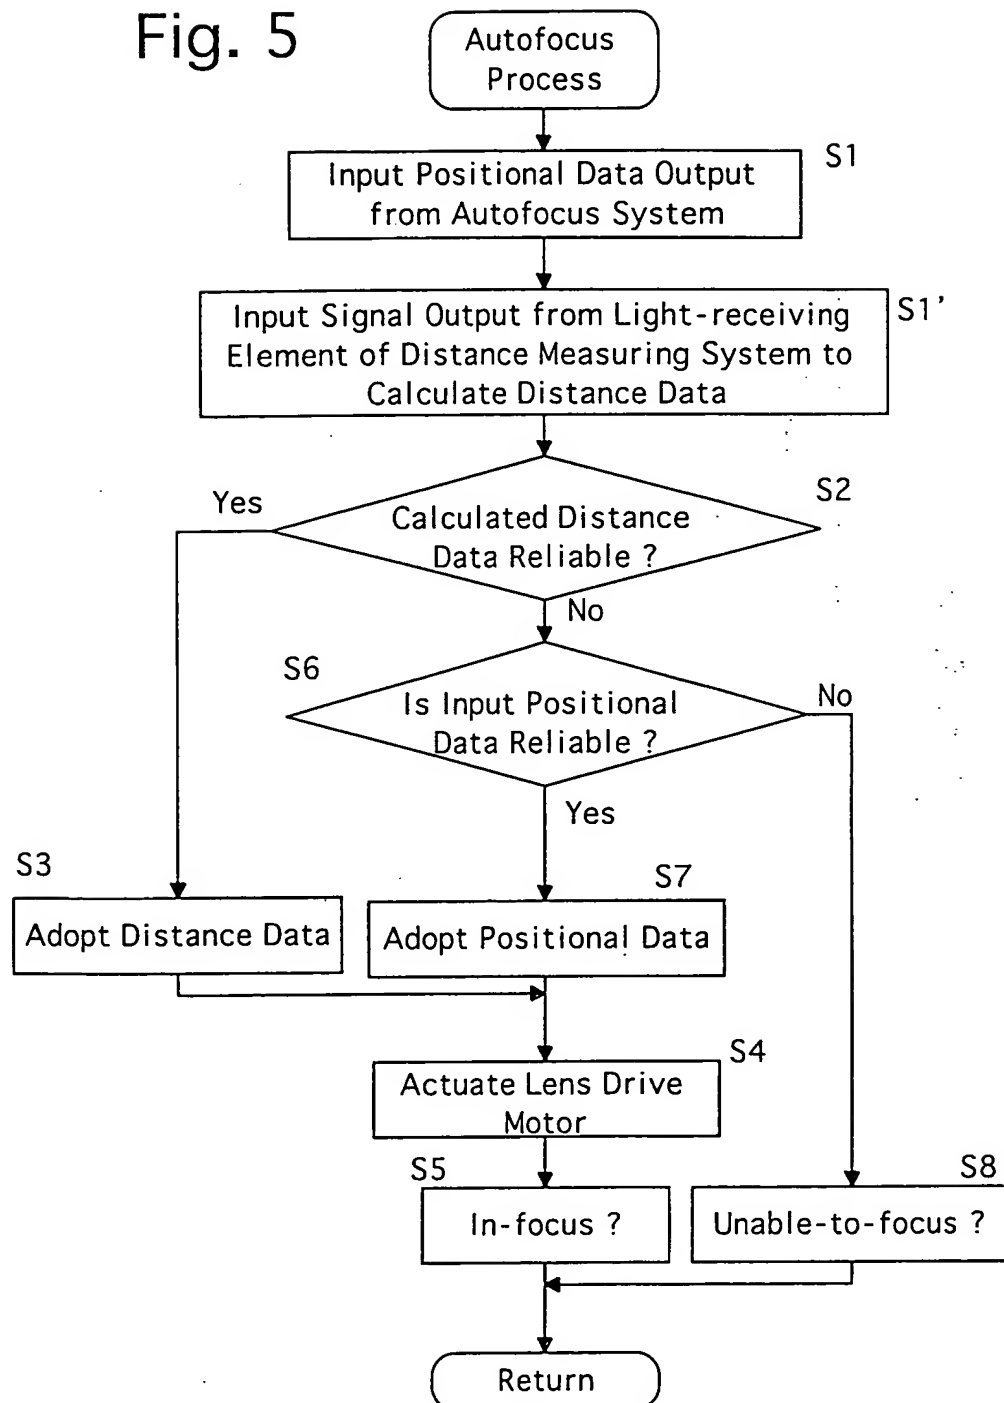 Fig. 5
Autofocus
Process
S1
Input Positional Data Output
from Autofocus System
S1'
Input Signal Output from Light-receiving
Element of Distance Measuring System to
Calculate Distance Data
S2
Yes
Calculated Distance
Data Reliable ?
No
S6
No
Is Input Positional
Data Reliable ?
Yes
S3
S7
Adopt Distance Data
Adopt Positional Data
S4
Actuate Lens Drive
Motor
S5
S8
In-focus ?
Unable-to-focus ?
Return